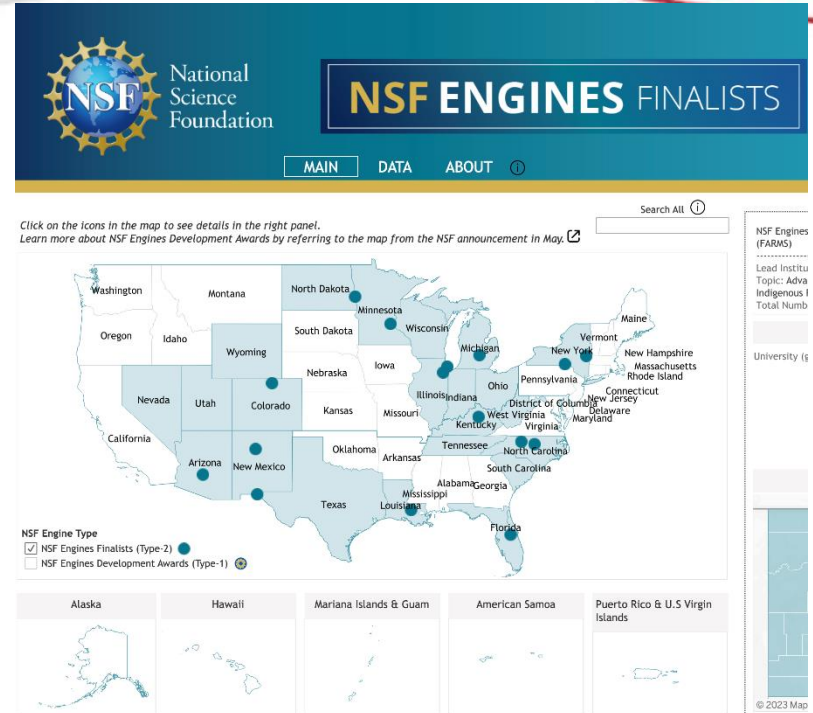 NSF
National
Science
Foundation
NSF ENGINES FINALISTS
MAIN DATA ABOUT
Search All
Click on the icons in the map to see details in the right panel.
Learn more about NSF Engines Development Awards by referring to the map from the NSF announcement in May.
NSF Engines
(FARMS)
Lead Institu
Topic: Adva
Indigenous
Total Numb
University (g
Washington
Montana
North Dakota
Minnesota
Maine
Oregon
Idaho
South Dakota
Wisconsin
Vermont
Wyoming
Michigan
New York
New Hampshire
Massachusetts
Rhode Island
Nebraska
Iowa
Pennsylvania
Connecticut
Nevada
Utah
Colorado
Illinois
Indiana
Ohio
New Jersey
District of Columbia
Delaware
Maryland
Kansas
Missouri
West Virginia
Kentucky
Virginia
California
Oklahoma
Tennessee
North Carolina
Arizona
New Mexico
Arkansas
South Carolina
Texas
Mississippi
Alabama
Georgia
Louisiana
Florida
NSF Engine Type
NSF Engines Finalists (Type-2)
NSF Engines Development Awards (Type-1)
Alaska
Hawaii
Mariana Islands & Guam
American Samoa
Puerto Rico & U.S Virgin
Islands
© 2023 Map